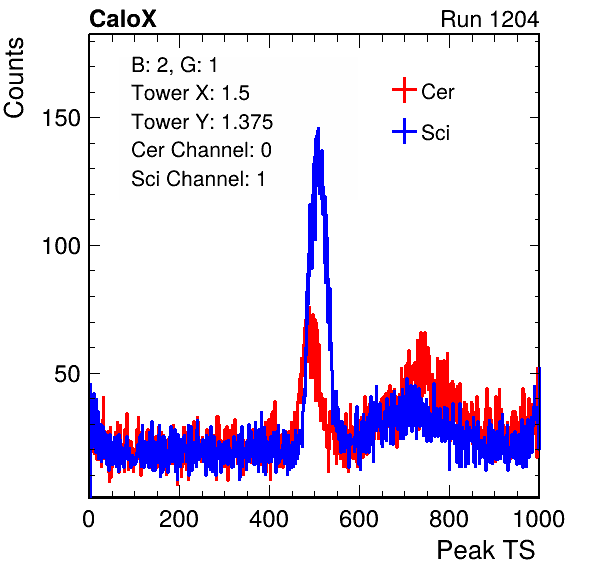 CaloX Run 1204
Counts
B: 2, G: 1
Tower X: 1.5
Tower Y: 1.375
Cer Channel: 0
Sci Channel: 1
Cer
Sci
150
100
50
0 200 400 600 800 1000
Peak TS